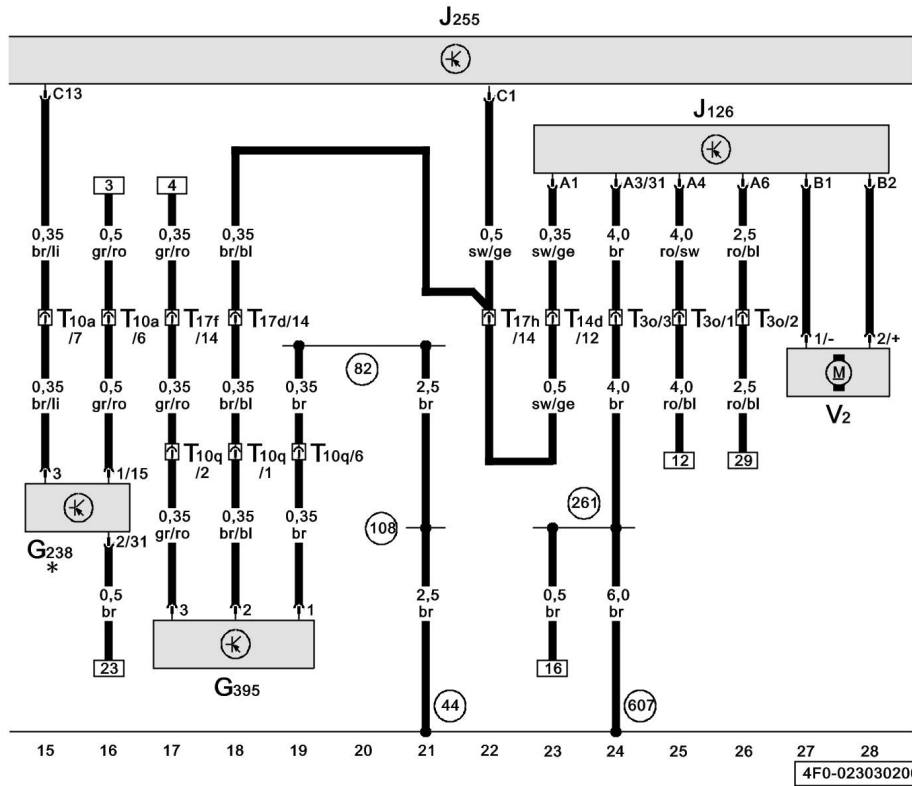 J255
C13
C1
J126
A1 A3/31 A4 A6 B1 B2
3 4
0,35 0,5 0,35 0,35 0,5 0,35 4,0 4,0 2,5
br/li gr/ro gr/ro br/bl sw/ge sw/ge br ro/sw ro/bl
T10a T10a T17f T17d/14 T17h T14d T3o/3 T3o/1 T3o/2
/7 /6 /14 /14 /12
1/- 2/+
82
M
0,35 0,5 0,35 0,35 0,35 2,5 0,5 4,0 4,0 2,5
br/li gr/ro gr/ro br/bl br br sw/ge br ro/bl ro/bl
V2
T10q T10q T10q/6
/2 /1
12 29
3 1/15
261
108
0,35 0,35 0,35
gr/ro br/bl br
G238
*
2/31
0,5 2,5 0,5 6,0
br br br br
3 2 1
23 16
G395
44 607
15 16 17 18 19 20 21 22 23 24 25 26 27 28
4F0-02303020